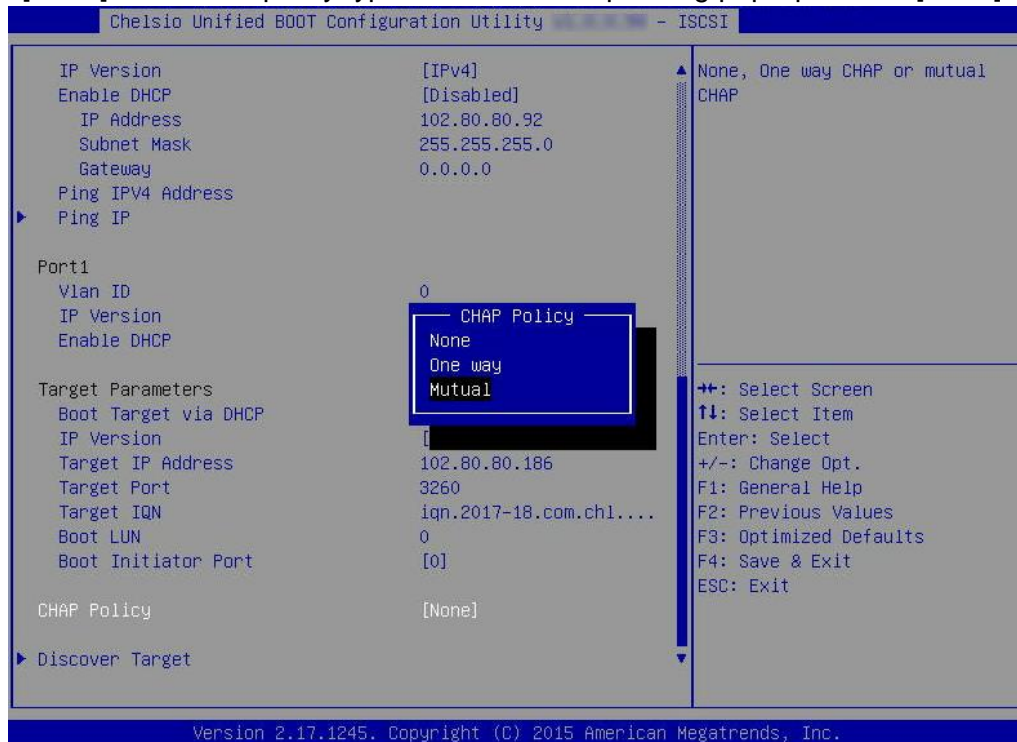 Chelsio Unified BOOT Configuration Utility - ISCSI
IP Version [IPv4]
Enable DHCP [Disabled]
IP Address 102.80.80.92
Subnet Mask 255.255.255.0
Gateway 0.0.0.0
Ping IPV4 Address
Ping IP
Port1
Vlan ID 0
IP Version
Enable DHCP
CHAP Policy
None
One way
Mutual
Target Parameters
Boot Target via DHCP
IP Version [
Target IP Address 102.80.80.186
Target Port 3260
Target IQN iqn.2017-18.com.chl....
Boot LUN 0
Boot Initiator Port [0]
CHAP Policy [None]
Discover Target
None, One way CHAP or mutual
CHAP
→←: Select Screen
↑↓: Select Item
Enter: Select
+/-: Change Opt.
F1: General Help
F2: Previous Values
F3: Optimized Defaults
F4: Save & Exit
ESC: Exit
Version 2.17.1245. Copyright (C) 2015 American Megatrends, Inc.